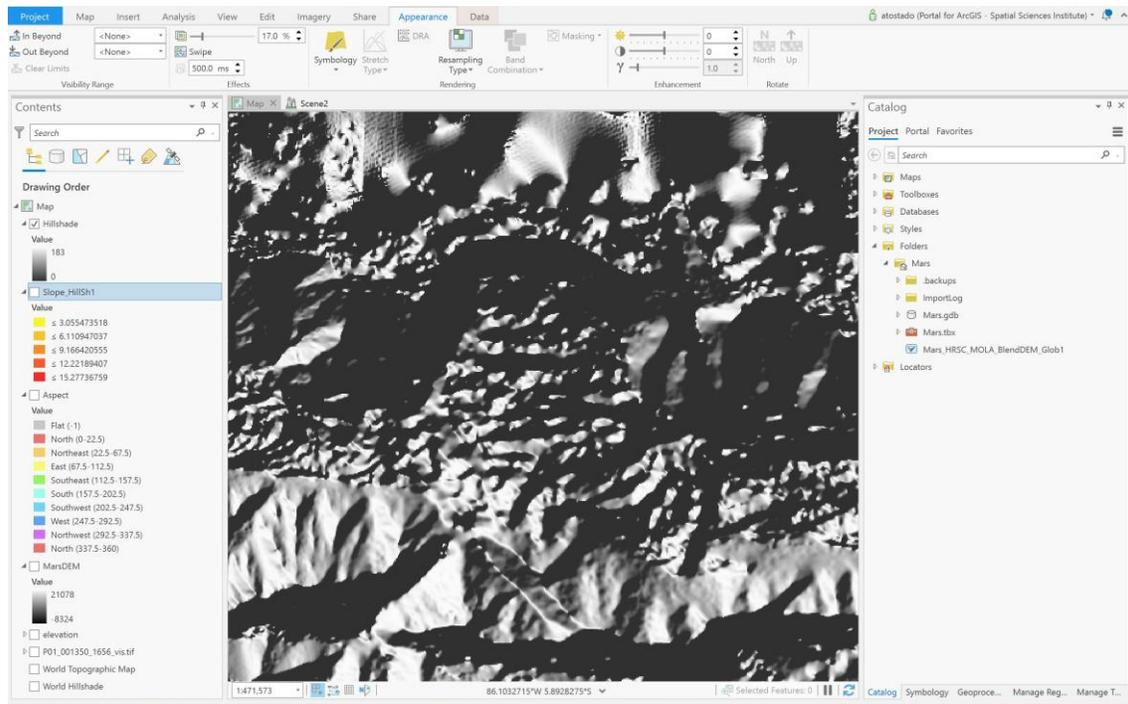 Project Map Insert Analysis View Edit Imagery Share Appearance Data
atostado (Portal for ArcGIS - Spatial Sciences Institute)
In Beyond <None>
Out Beyond <None>
Clear Limits
Visibility Range
17.0 %
Swipe
500.0 ms
Effects
Symbology
Stretch Type
DRA
Resampling Type
Band Combination
Masking
Rendering
0
0
γ 1.0
Enhancement
N
North Up
Rotate
Contents
Search
Drawing Order
Map
Hillshade
Value
183
0
Slope_HillSh1
Value
≤ 3.055473518
≤ 6.110947037
≤ 9.166420555
≤ 12.22189407
≤ 15.27736759
Aspect
Value
Flat (-1)
North (0-22.5)
Northeast (22.5-67.5)
East (67.5-112.5)
Southeast (112.5-157.5)
South (157.5-202.5)
Southwest (202.5-247.5)
West (247.5-292.5)
Northwest (292.5-337.5)
North (337.5-360)
MarsDEM
Value
21078
-8324
elevation
P01_001350_1656_vis.tif
World Topographic Map
World Hillshade
Map Scene2
1:471,573
86.1032715°W 5.8928275°S
Selected Features: 0
Catalog
Project Portal Favorites
Search
Maps
Toolboxes
Databases
Styles
Folders
Mars
.backups
ImportLog
Mars.gdb
Mars.tbx
Mars_HRSC_MOLA_BlendDEM_Glob1
Locators
Catalog Symbology Geoproce... Manage Reg... Manage T...